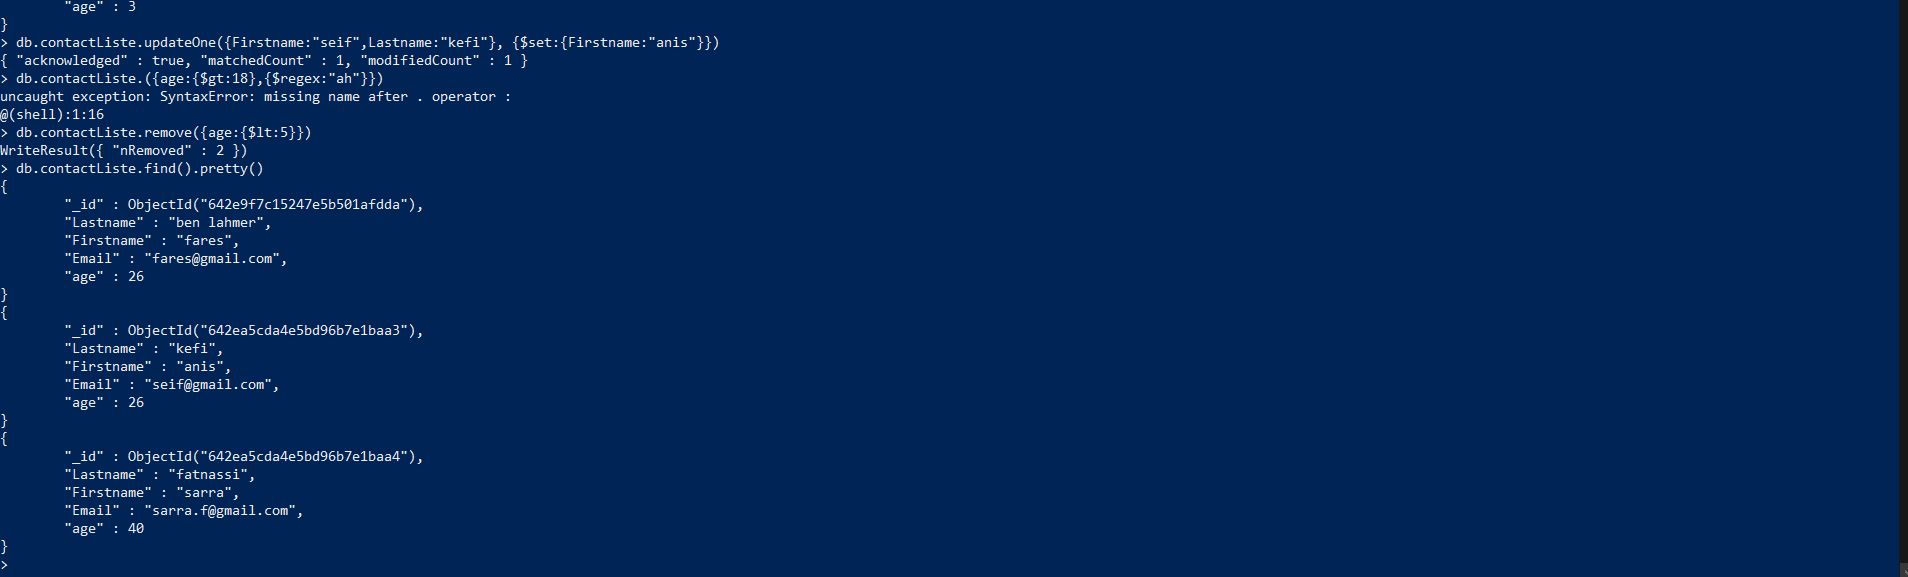 "age" : 3
}
> db.contactListe.updateOne({Firstname:"seif",Lastname:"kefi"}, {$set:{Firstname:"anis"}})
{ "acknowledged" : true, "matchedCount" : 1, "modifiedCount" : 1 }
> db.contactListe.({age:{$gt:18},{$regex:"ah"}})
uncaught exception: SyntaxError: missing name after . operator :
@(shell):1:16
> db.contactListe.remove({age:{$lt:5}})
WriteResult({ "nRemoved" : 2 })
> db.contactListe.find().pretty()
{
"_id" : ObjectId("642e9f7c15247e5b501afdda"),
"Lastname" : "ben lahmer",
"Firstname" : "fares",
"Email" : "fares@gmail.com",
"age" : 26
}
{
"_id" : ObjectId("642ea5cda4e5bd96b7e1baa3"),
"Lastname" : "kefi",
"Firstname" : "anis",
"Email" : "seif@gmail.com",
"age" : 26
}
{
"_id" : ObjectId("642ea5cda4e5bd96b7e1baa4"),
"Lastname" : "fatnassi",
"Firstname" : "sarra",
"Email" : "sarra.f@gmail.com",
"age" : 40
}
>